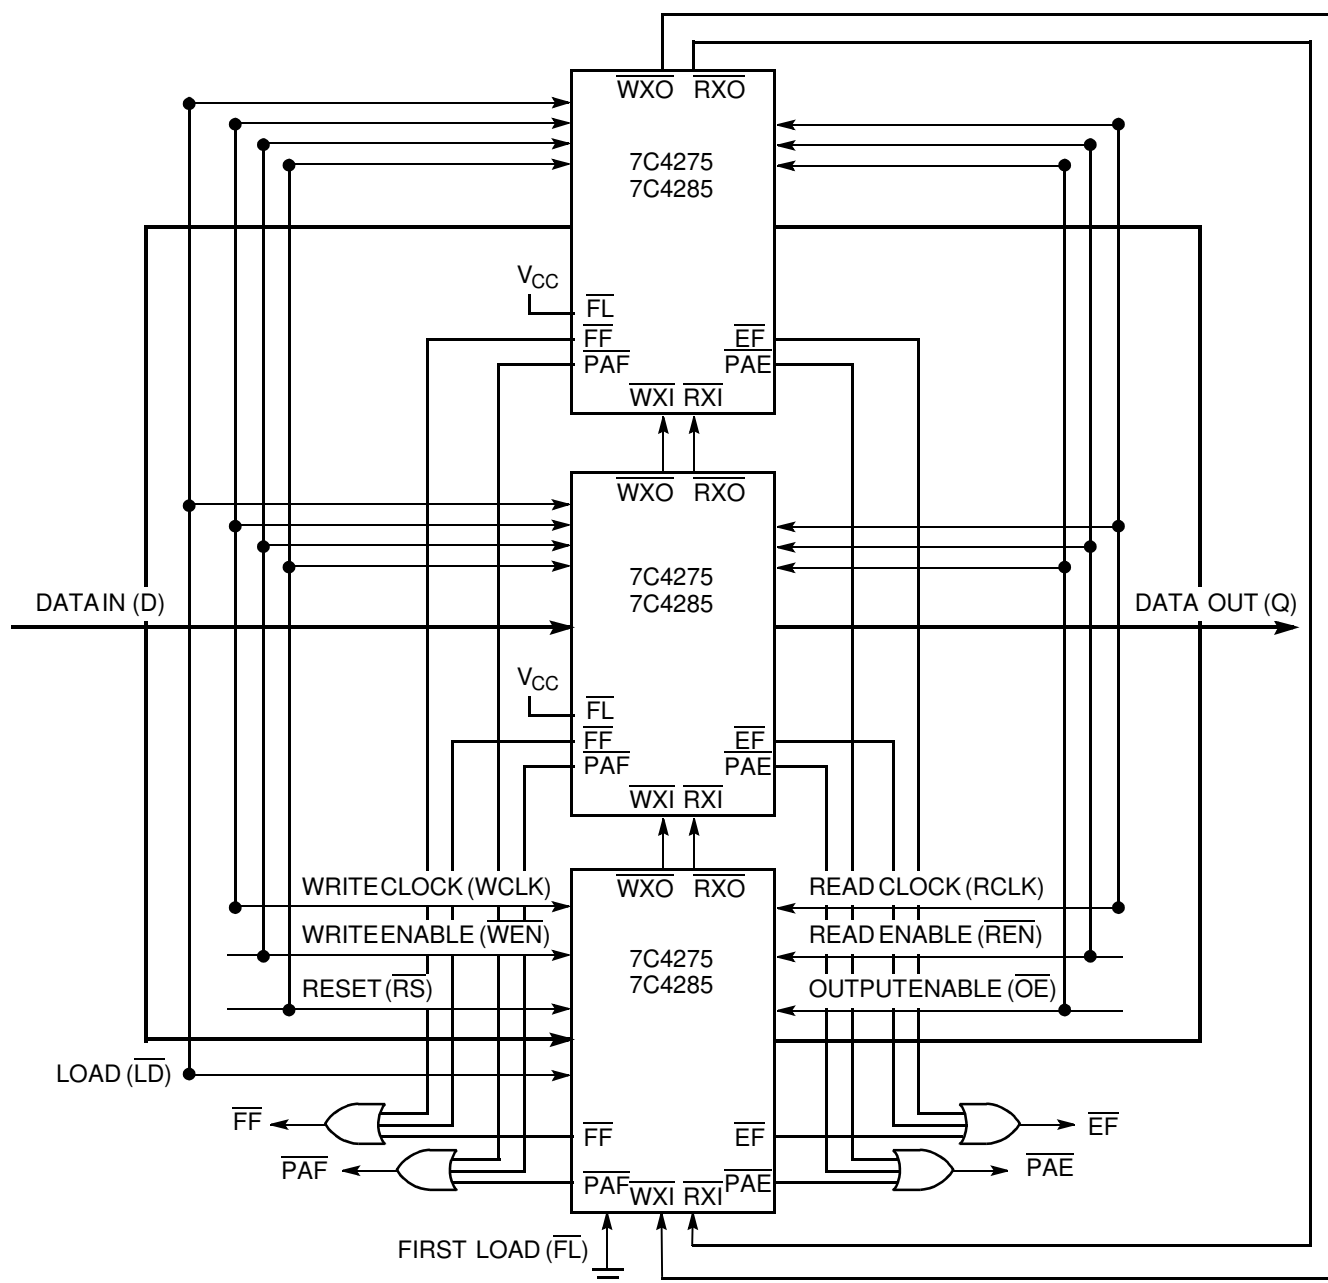 WXO RXO
7C4275
7C4285
VCC
FL
FF EF
PAF PAE
WXI RXI
WXO RXO
7C4275
7C4285
DATA IN (D) DATA OUT (Q)
VCC
FL
FF EF
PAF PAE
WXI RXI
WXO RXO
WRITE CLOCK (WCLK) READ CLOCK (RCLK)
WRITE ENABLE (WEN) READ ENABLE (REN)
7C4275
7C4285
RESET (RS) OUTPUT ENABLE (OE)
LOAD (LD)
FF FF EF EF
PAF PAF PAE PAE
WXI RXI
FIRST LOAD (FL)